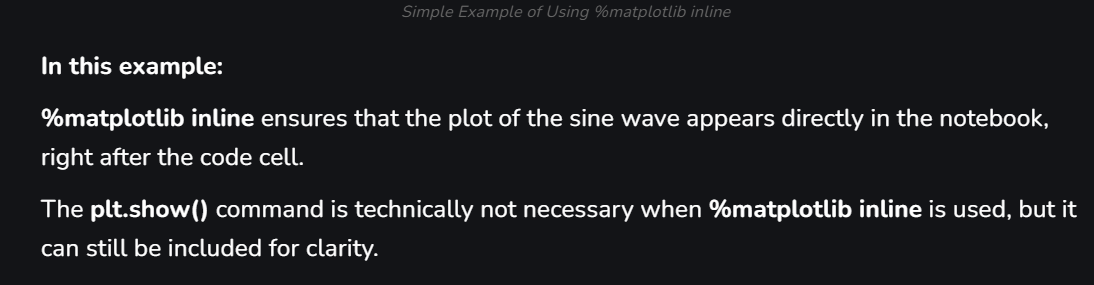 Simple Example of Using %matplotlib inline
In this example:
%matplotlib inline ensures that the plot of the sine wave appears directly in the notebook,
right after the code cell.
The plt.show() command is technically not necessary when %matplotlib inline is used, but it
can still be included for clarity.